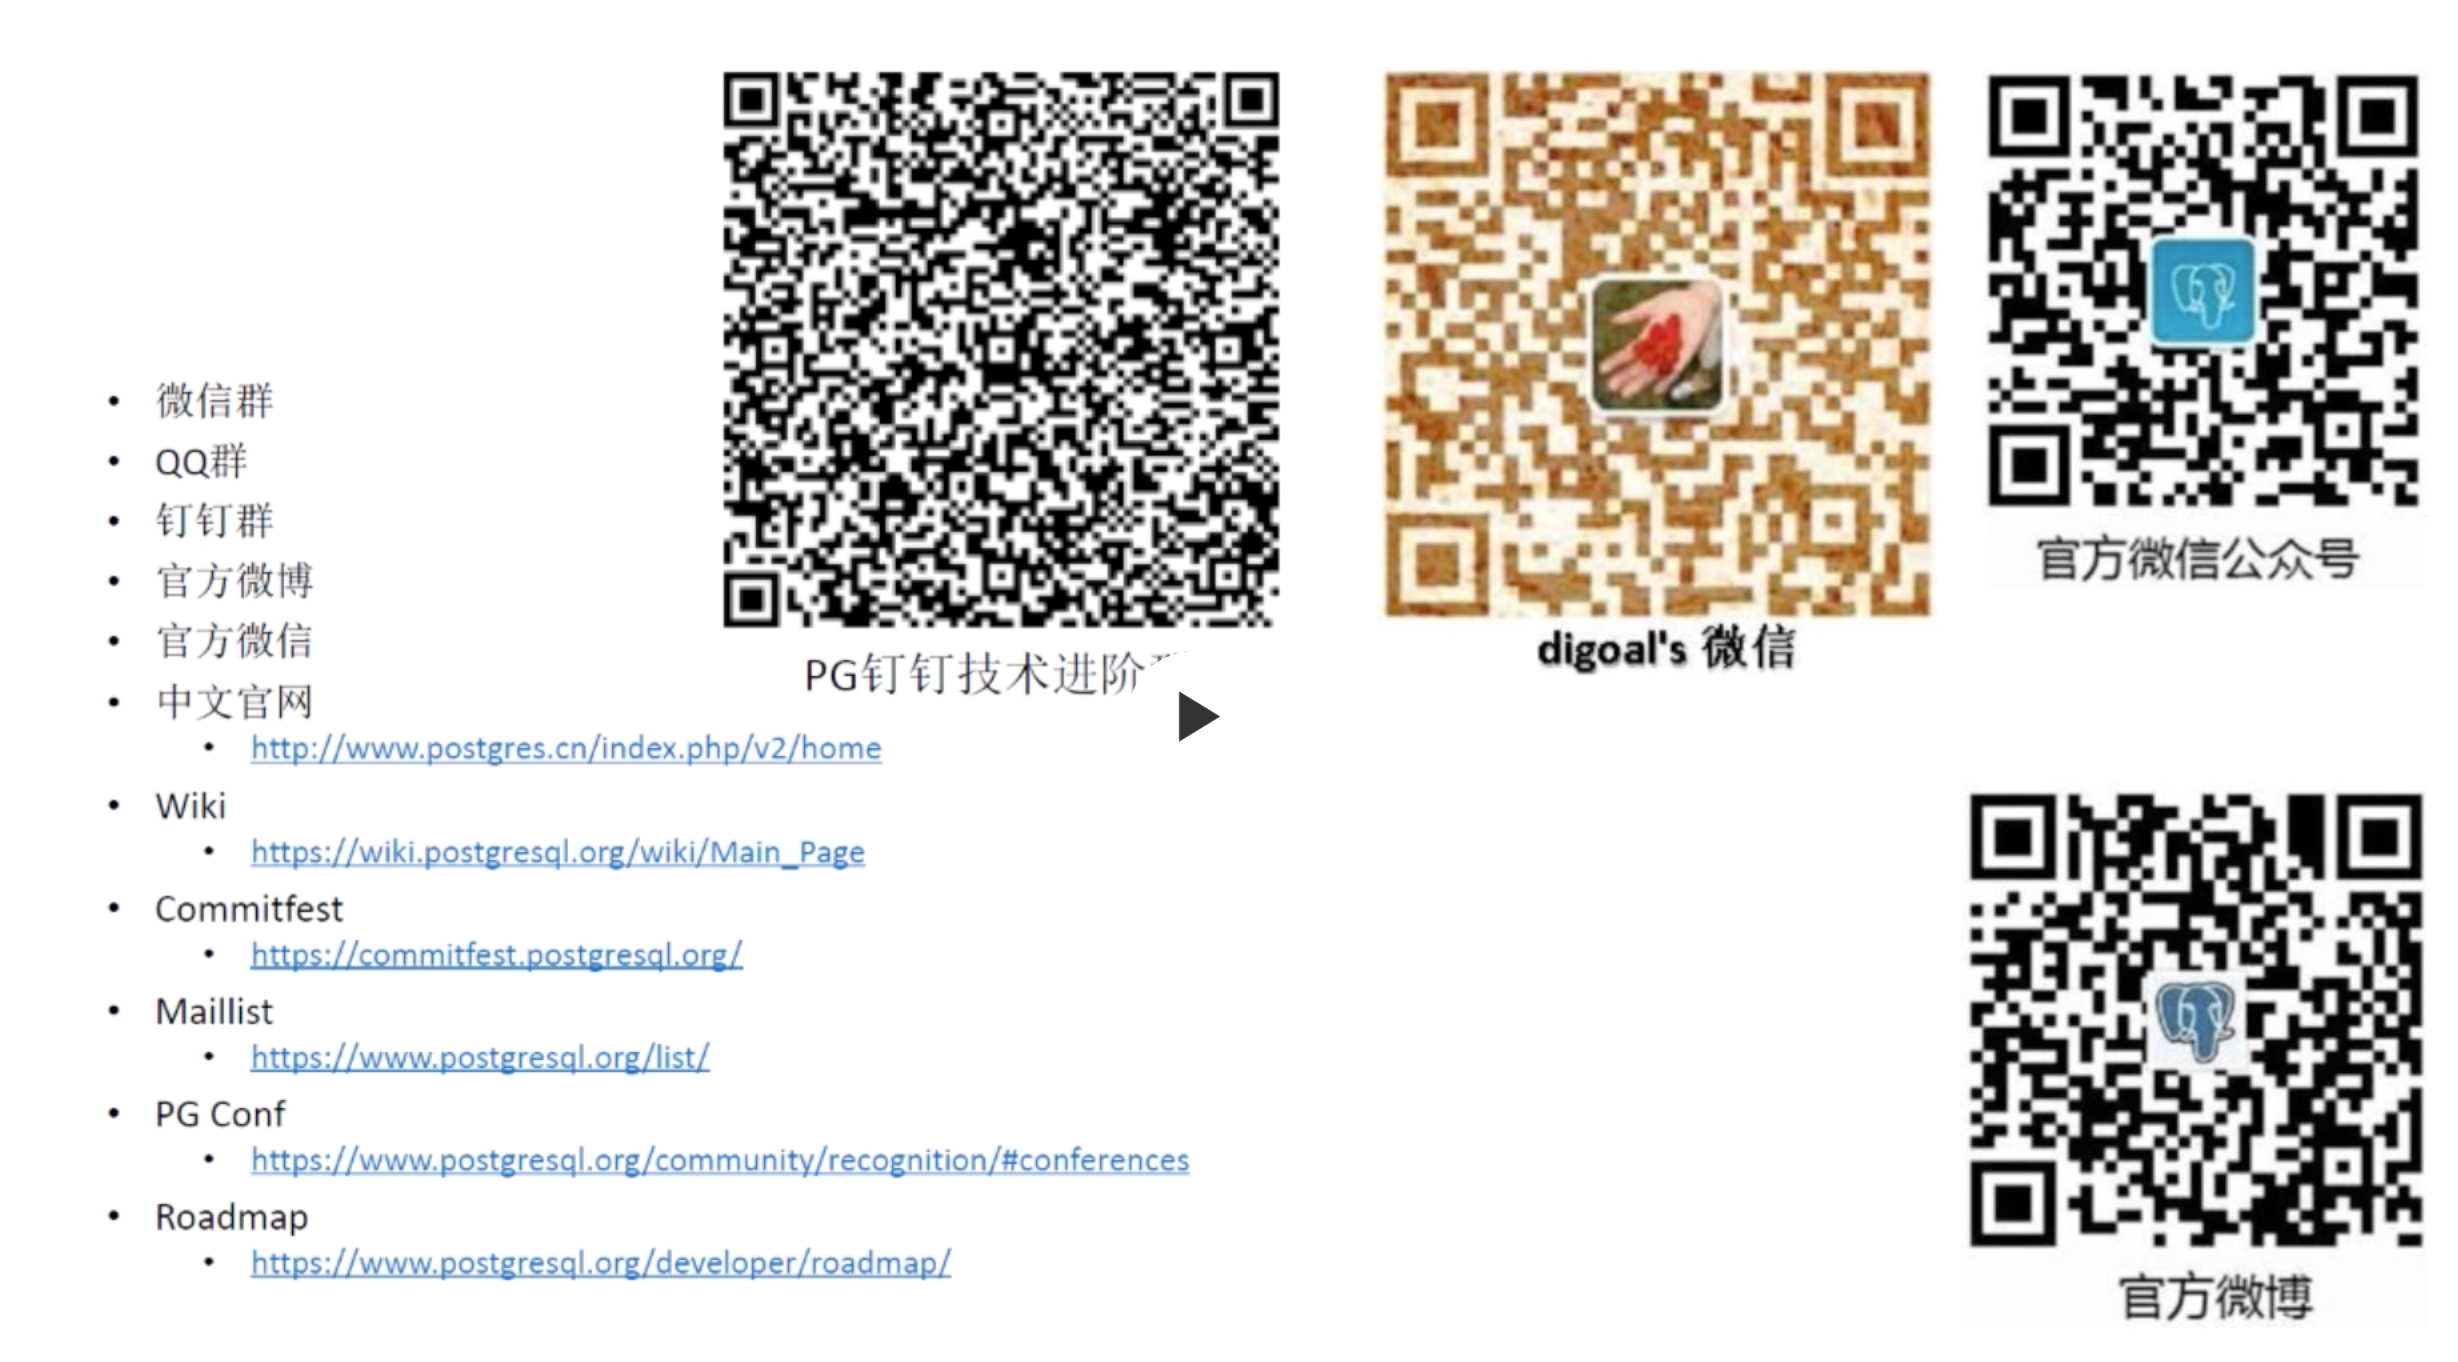 微信群
QQ群
钉钉群
官方微博
官方微信
中文官网
http://www.postgres.cn/index.php/v2/home
Wiki
https://wiki.postgresql.org/wiki/Main_Page
Commitfest
https://commitfest.postgresql.org/
Maillist
https://www.postgresql.org/list/
PG Conf
https://www.postgresql.org/community/recognition/#conferences
Roadmap
https://www.postgresql.org/developer/roadmap/
PG钉钉技术进阶
digoal's 微信
官方微信公众号
官方微博